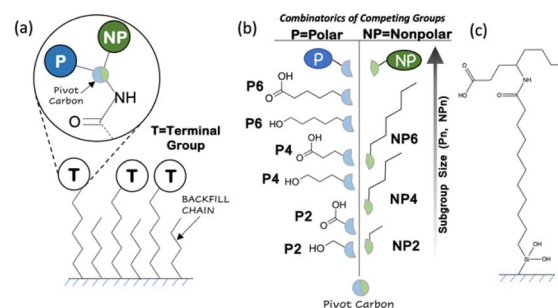 (a)
P
NP
Pivot
Carbon
NH
O
T=Terminal
Group
T
T
T
BACKFILL
CHAIN
(b)
Combinatorics of Competing Groups
P=Polar
NP=Nonpolar
P
NP
P6
OH
O
P6
HO
P4
OH
O
P4
HO
P2
OH
O
P2
HO
NP6
NP4
NP2
Subgroup Size (Pn, NPn)
Pivot Carbon
(c)
O
HO
NH
O
Si
OH
OH